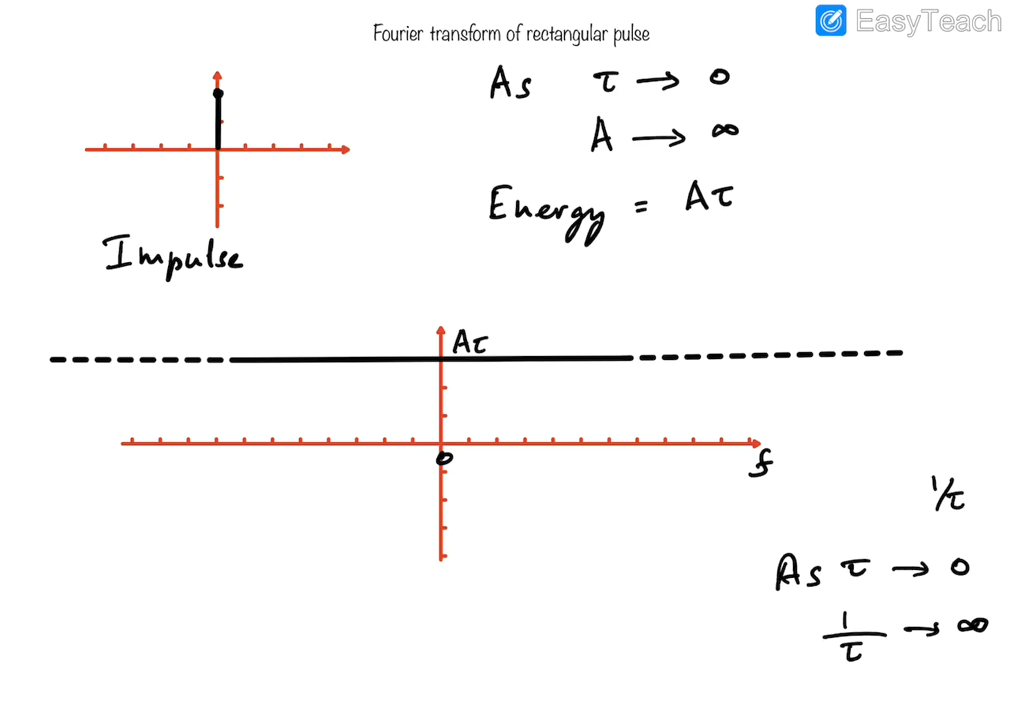 EasyTeach
Fourier transform of rectangular pulse
As τ → 0
A → ∞
Energy = Aτ
Impulse
Aτ
0
f
1/τ
As τ → 0
1/τ → ∞